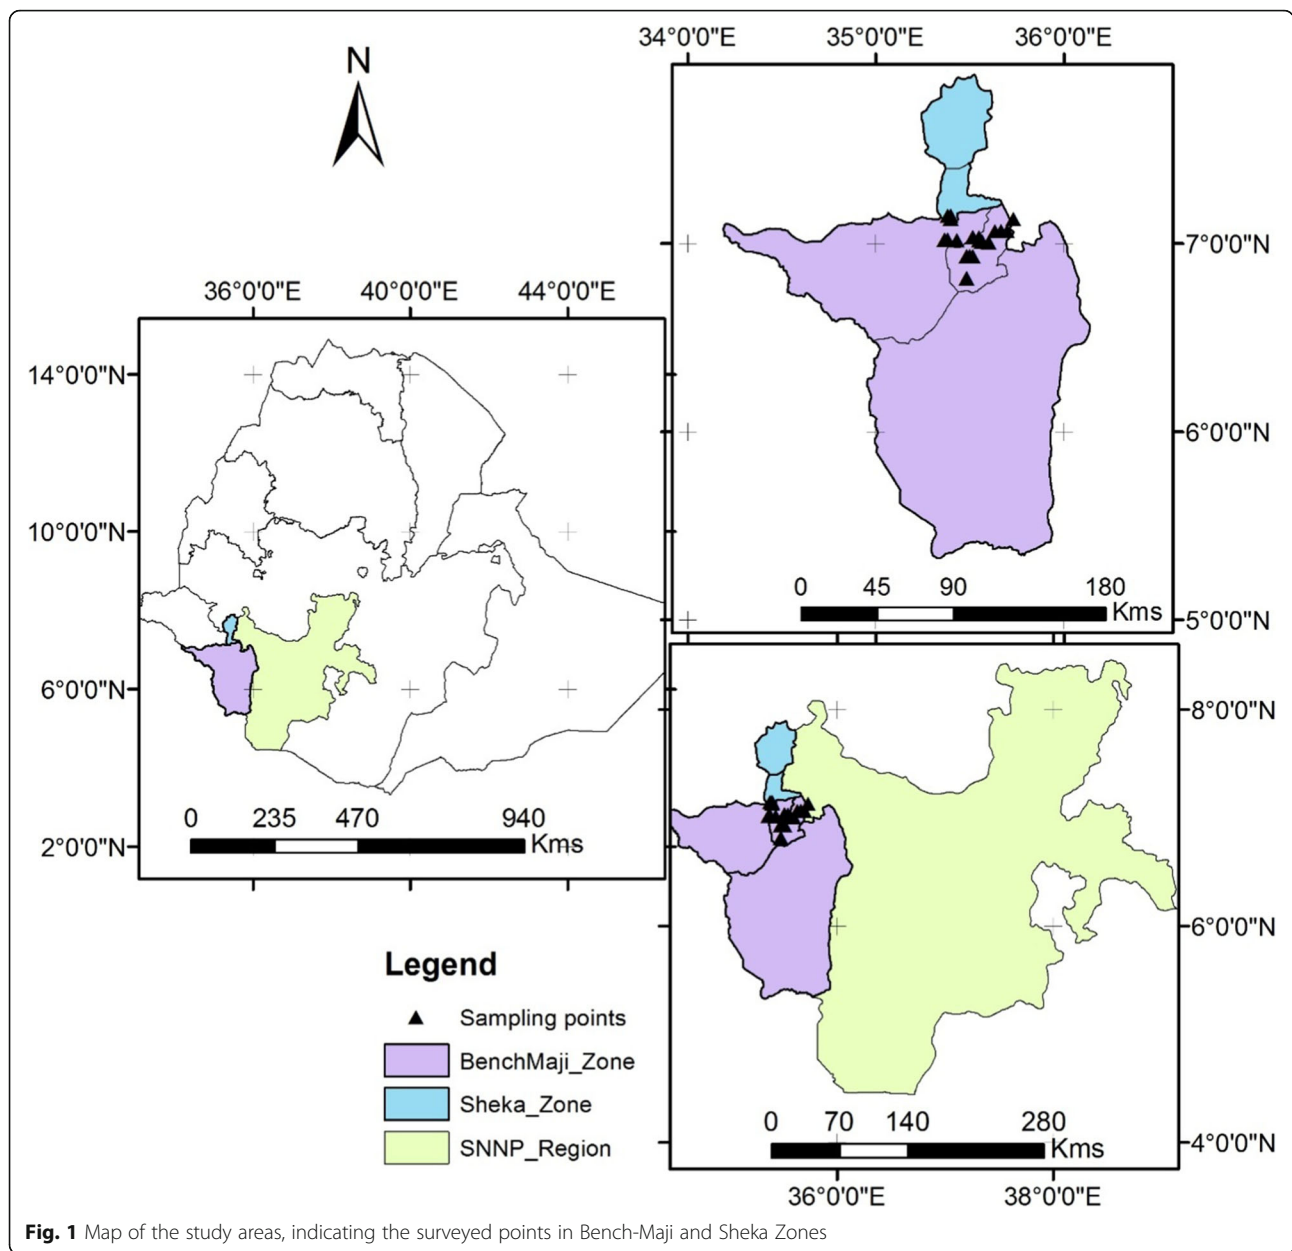 N
34°0'0"E 35°0'0"E 36°0'0"E
7°0'0"N
6°0'0"N
5°0'0"N
0 45 90 180
Kms
36°0'0"E 40°0'0"E 44°0'0"E
14°0'0"N
10°0'0"N
6°0'0"N
2°0'0"N
0 235 470 940
Kms
8°0'0"N
6°0'0"N
4°0'0"N
0 70 140 280
Kms
36°0'0"E 38°0'0"E
Legend
Sampling points
BenchMaji_Zone
Sheka_Zone
SNNP_Region
Fig. 1 Map of the study areas, indicating the surveyed points in Bench-Maji and Sheka Zones